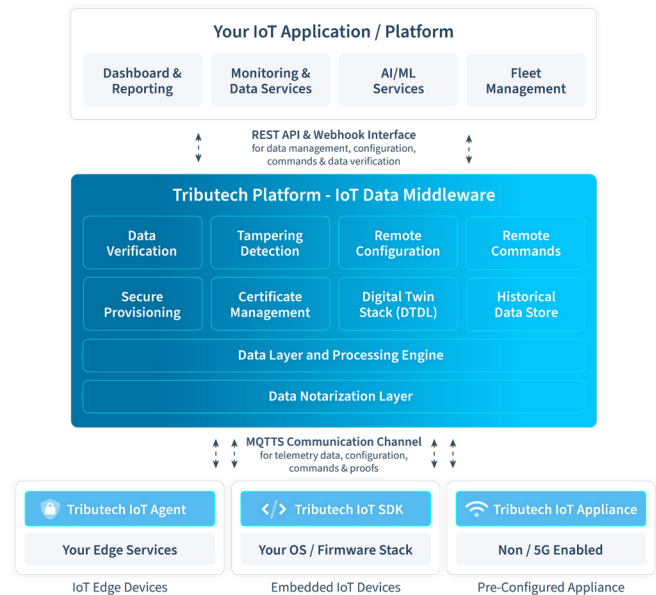 Your IoT Application / Platform
Dashboard &
Reporting
Monitoring &
Data Services
AI/ML
Services
Fleet
Management
REST API & Webhook Interface
for data management, configuration,
commands & data verification
Tributech Platform - IoT Data Middleware
Data
Verification
Tampering
Detection
Remote
Configuration
Remote
Commands
Secure
Provisioning
Certificate
Management
Digital Twin
Stack (DTDL)
Historical
Data Store
Data Layer and Processing Engine
Data Notarization Layer
MQTTS Communication Channel
for telemetry data, configuration,
commands & proofs
Tributech IoT Agent
Your Edge Services
IoT Edge Devices
Tributech IoT SDK
Your OS / Firmware Stack
Embedded IoT Devices
Tributech IoT Appliance
Non / 5G Enabled
Pre-Configured Appliance